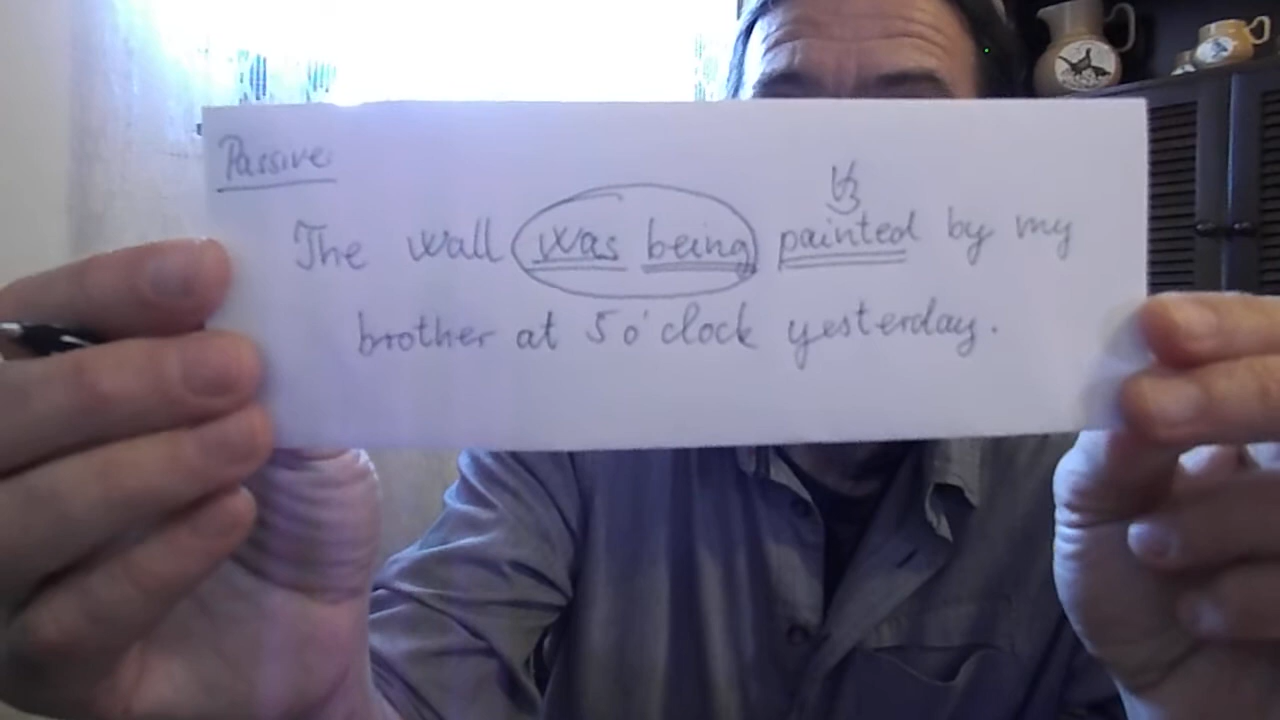 Passive
V3
The wall was being painted by my
brother at 5 o'clock yesterday.